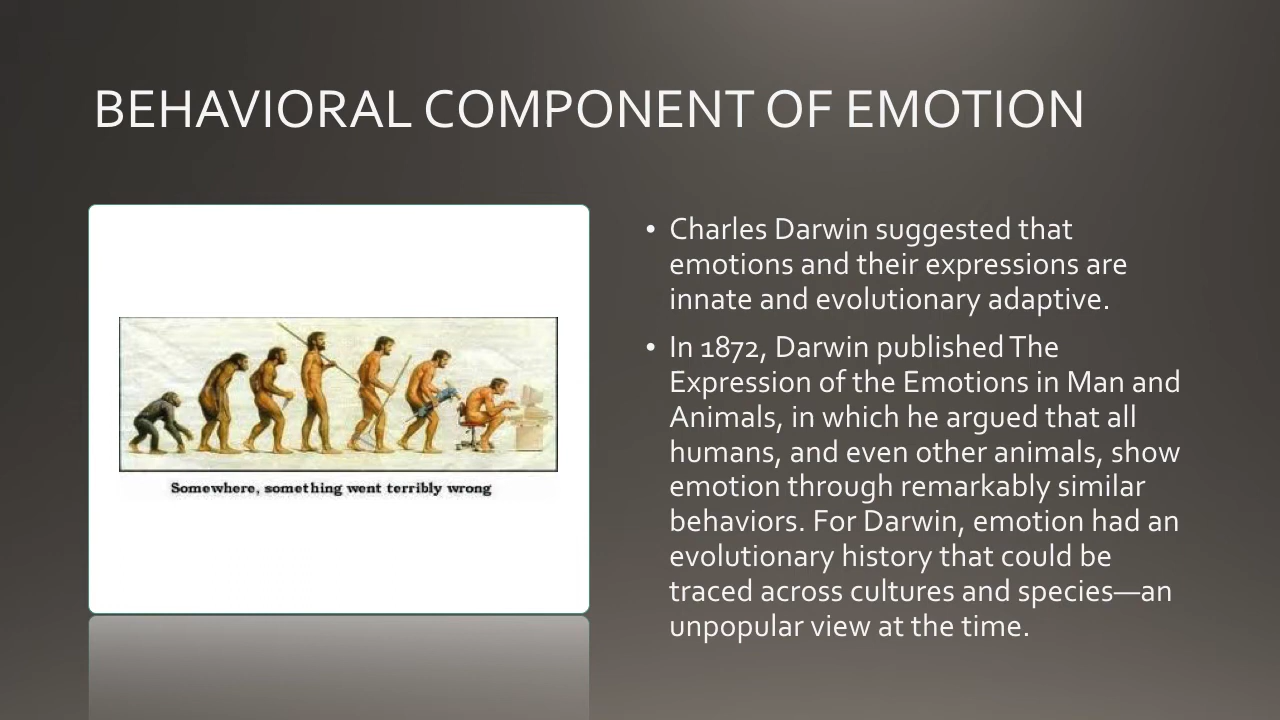 BEHAVIORAL COMPONENT OF EMOTION
Somewhere, something went terribly wrong
• Charles Darwin suggested that
emotions and their expressions are
innate and evolutionary adaptive.
• In 1872, Darwin published The
Expression of the Emotions in Man and
Animals, in which he argued that all
humans, and even other animals, show
emotion through remarkably similar
behaviors. For Darwin, emotion had an
evolutionary history that could be
traced across cultures and species—an
unpopular view at the time.